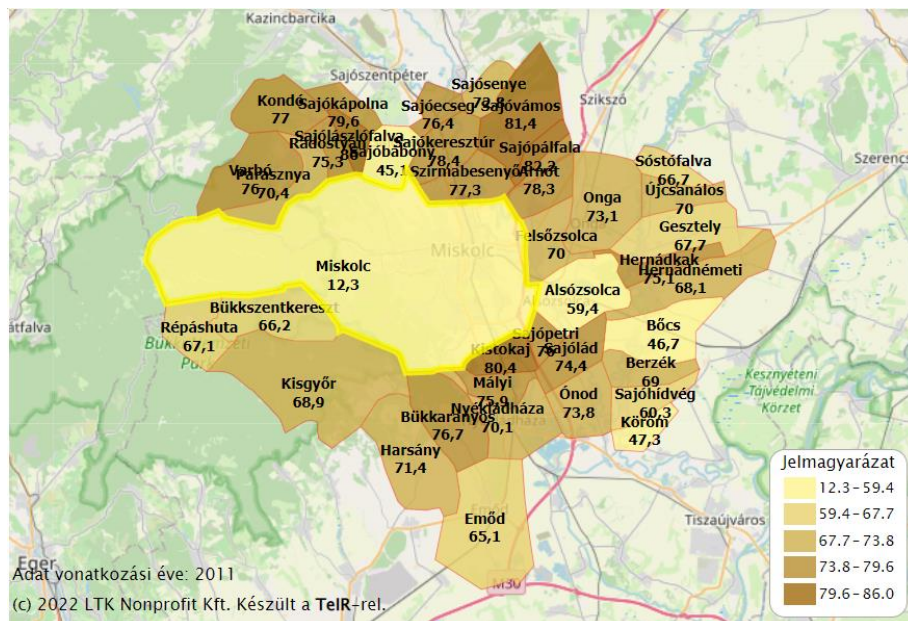 Kazincbarcika
Sajószentpéter
Szikszó
Szerencs
Kondó
77
Sajókápolna
79,6
Sajósenye
72,8
Sajóecseg
76,4
Sajóvámos
81,4
Sajólászlófalva
86
Radostyán
75,3
Sajóbábony
45,1
Sajókeresztúr
78,4
Sajópálfala
82,2
Varbó
76
Parasznya
70,4
Szirmabesenyő
77,3
Arnót
78,3
Sóstófalva
66,7
Újcsanálos
70
Onga
73,1
Gesztely
67,7
Felsőzsolca
70
Miskolc
Hernádkak
75,1
Hernádnémeti
68,1
Miskolc
12,3
Alsózsolca
59,4
Bükkszentkereszt
66,2
Répáshuta
67,1
Bőcs
46,7
Sajópetri
76
Kistokaj
80,4
Sajólád
74,4
Berzék
69
Kisgyőr
68,9
Mályi
75,9
Ónod
73,8
Sajóhídvég
60,3
Kesznyéteni
Tájvédelmi
Körzet
Nyékládháza
70,1
Bükkaranyos
76,7
Köröm
47,3
Harsány
71,4
Emőd
65,1
Tiszaújváros
Eger
M30
Jelmagyarázat
12.3-59.4
59.4-67.7
67.7-73.8
73.8-79.6
79.6-86.0
Adat vonatkozási éve: 2011
(c) 2022 LTK Nonprofit Kft. Készült a TeIR-rel.